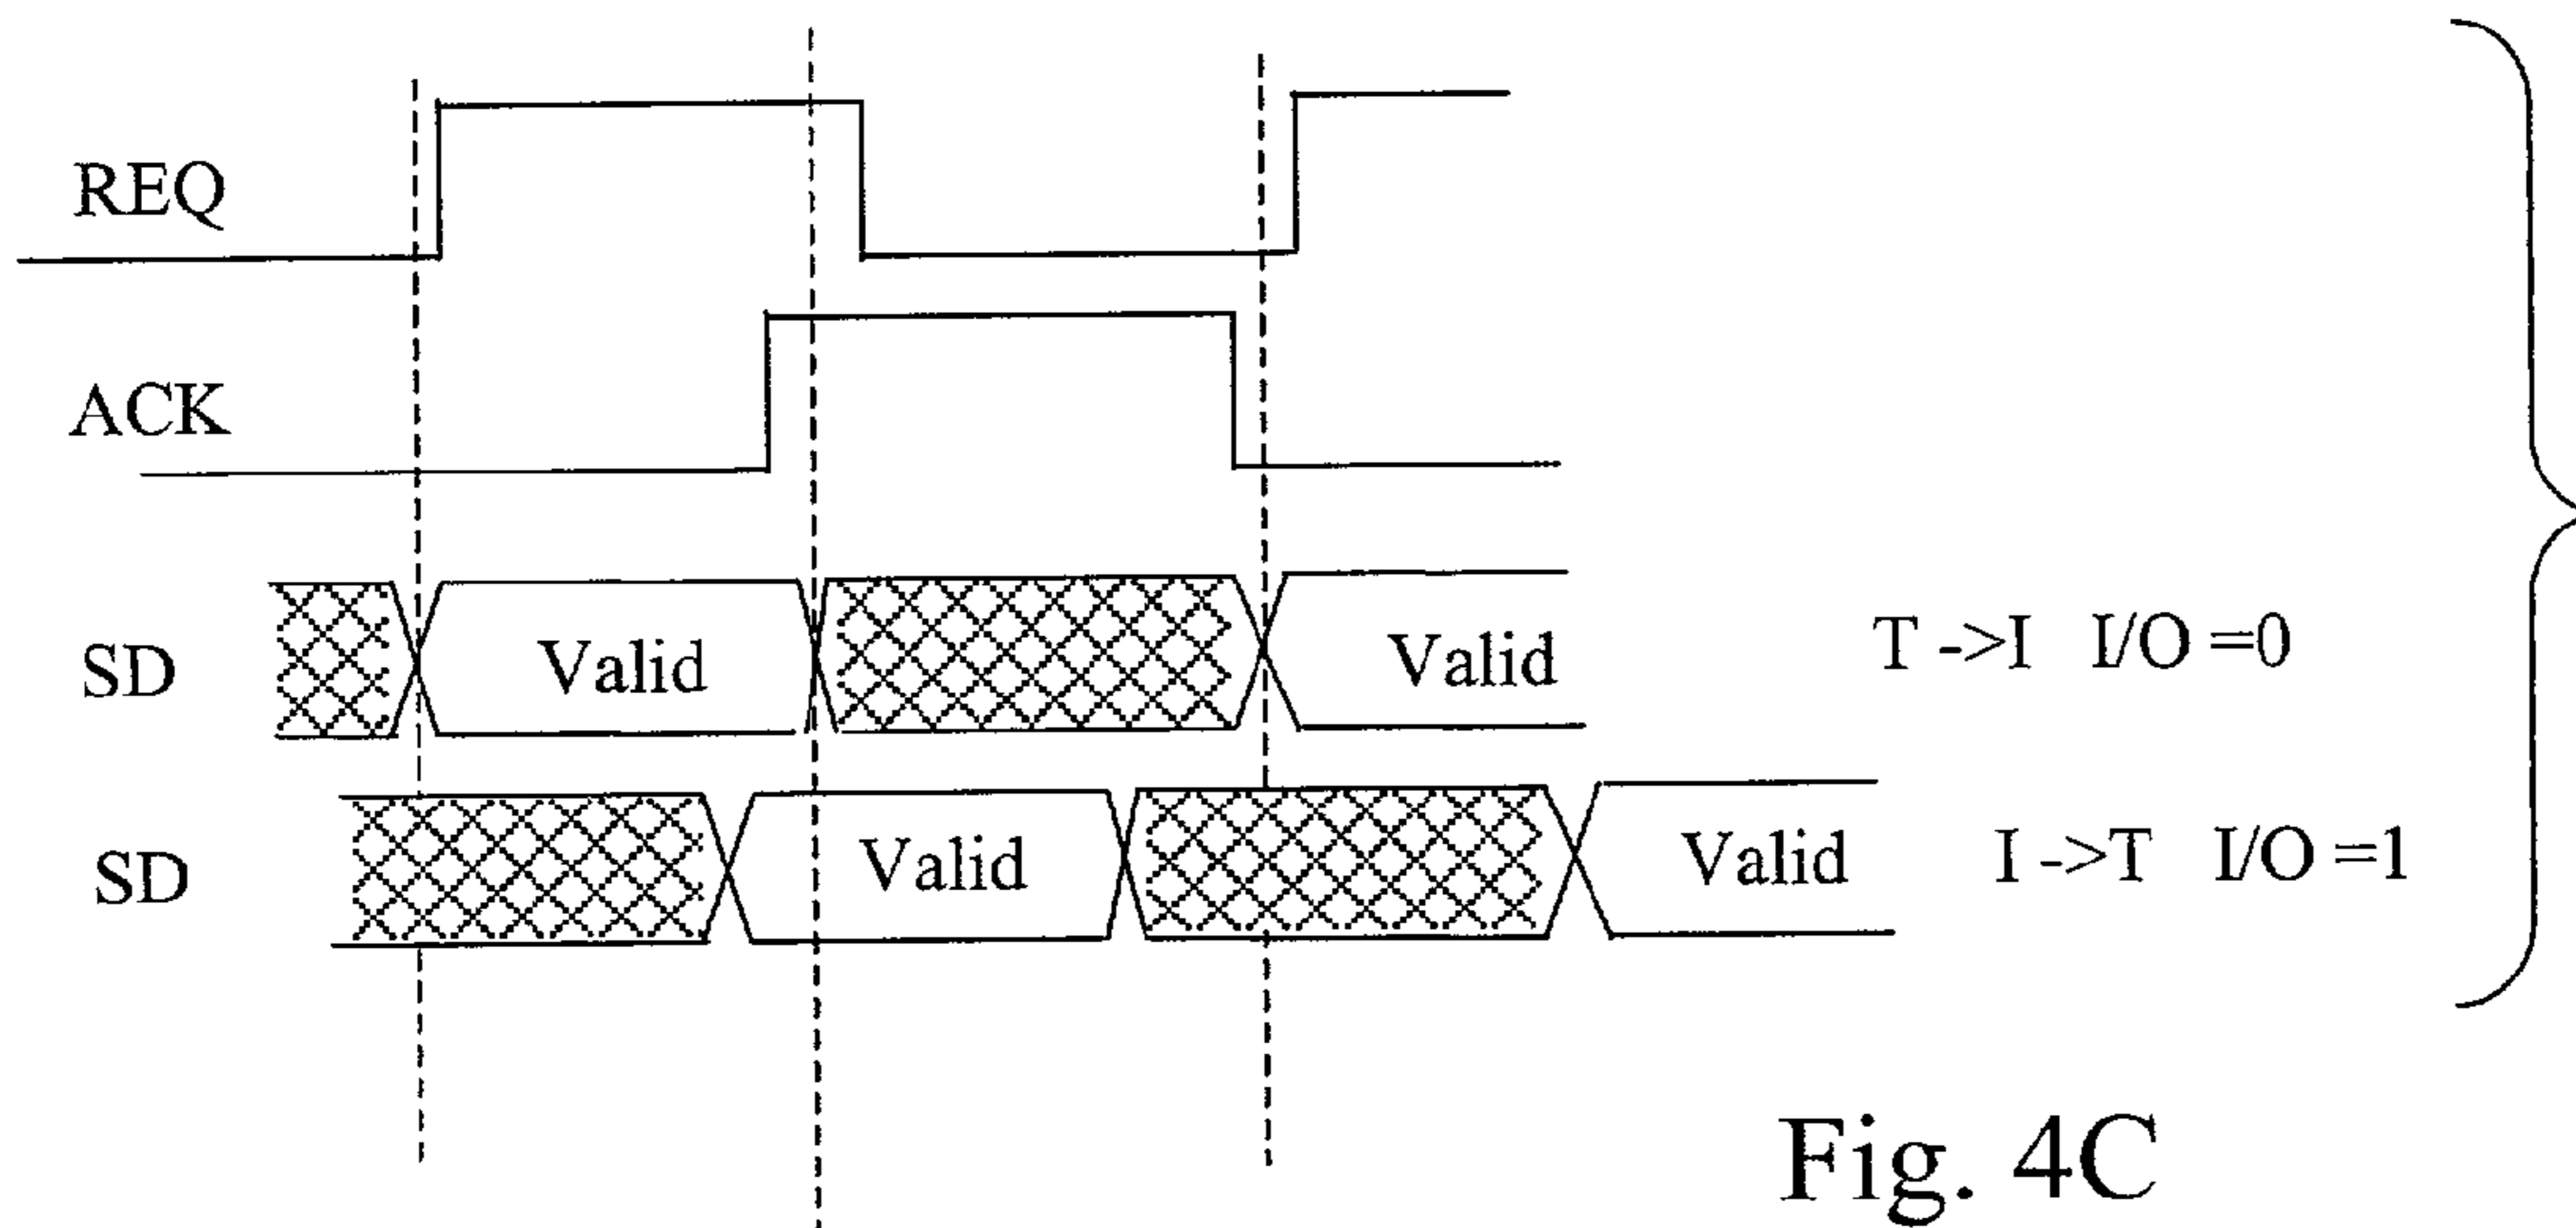 REQ
ACK
SD Valid Valid T ->I I/O =0
SD Valid Valid I ->T I/O =1
Fig. 4C